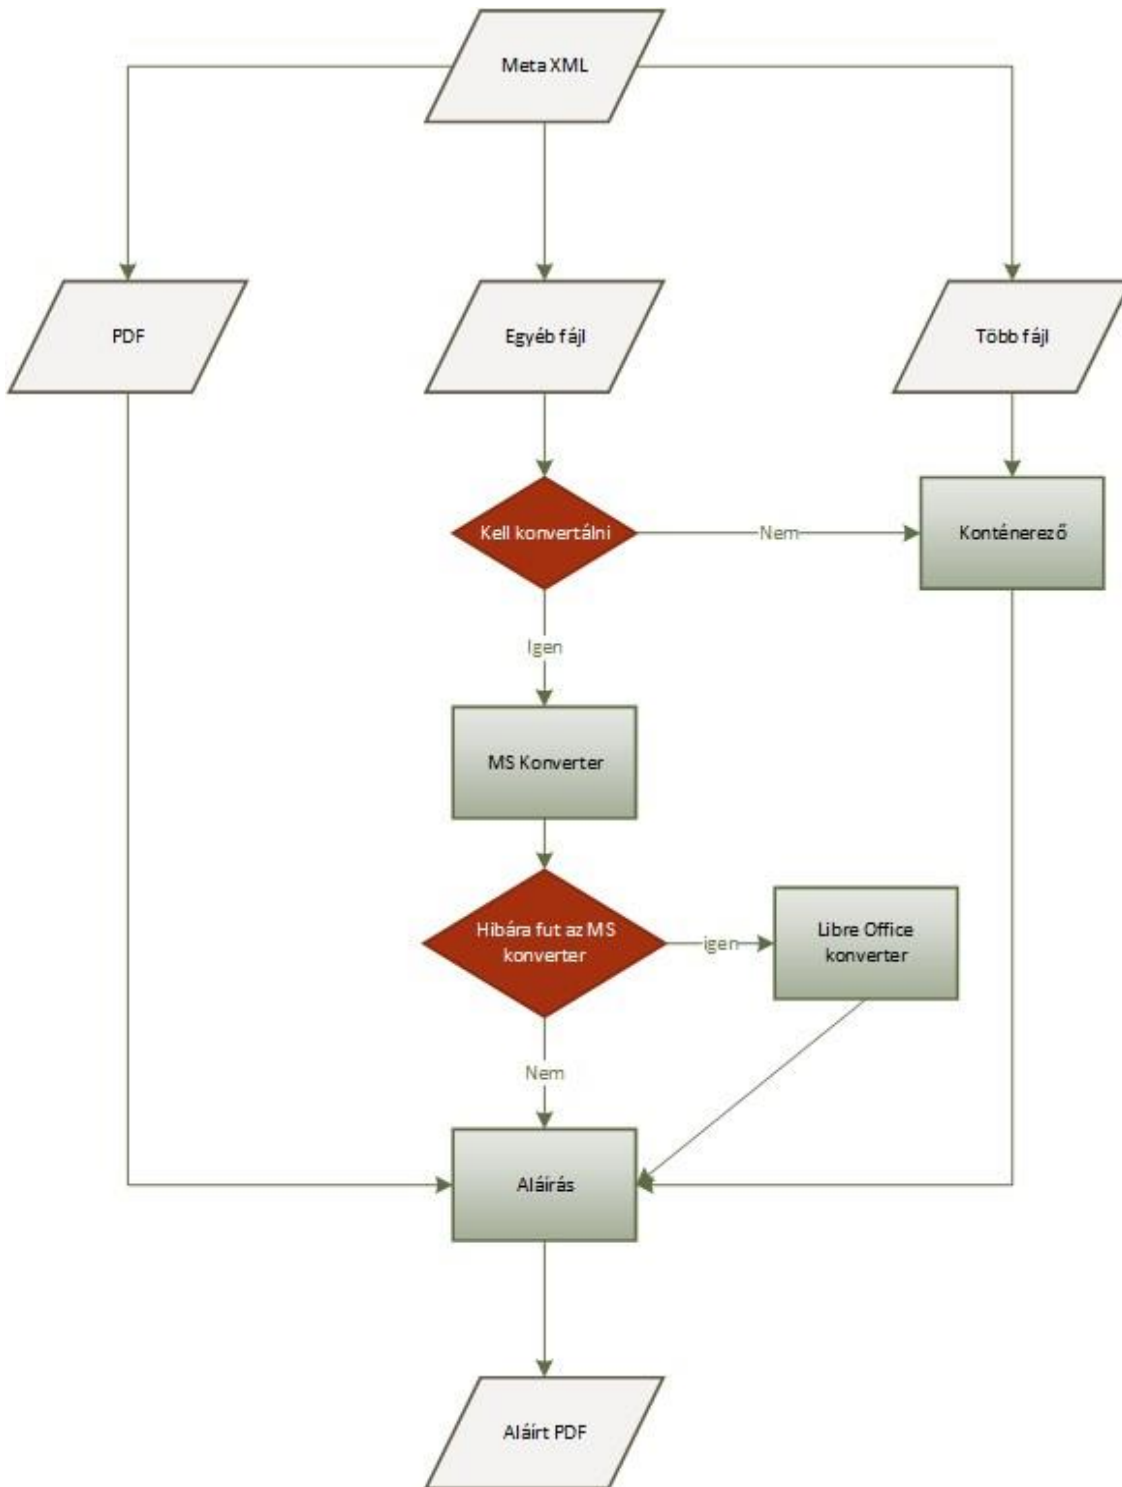 Meta XML
PDF
Egyéb fájl
Több fájl
Kell konvertálni
Nem
Konténerező
Igen
MS Konverter
Hibára fut az MS
konverter
igen
Libre Office
konverter
Nem
Aláírás
Aláírt PDF